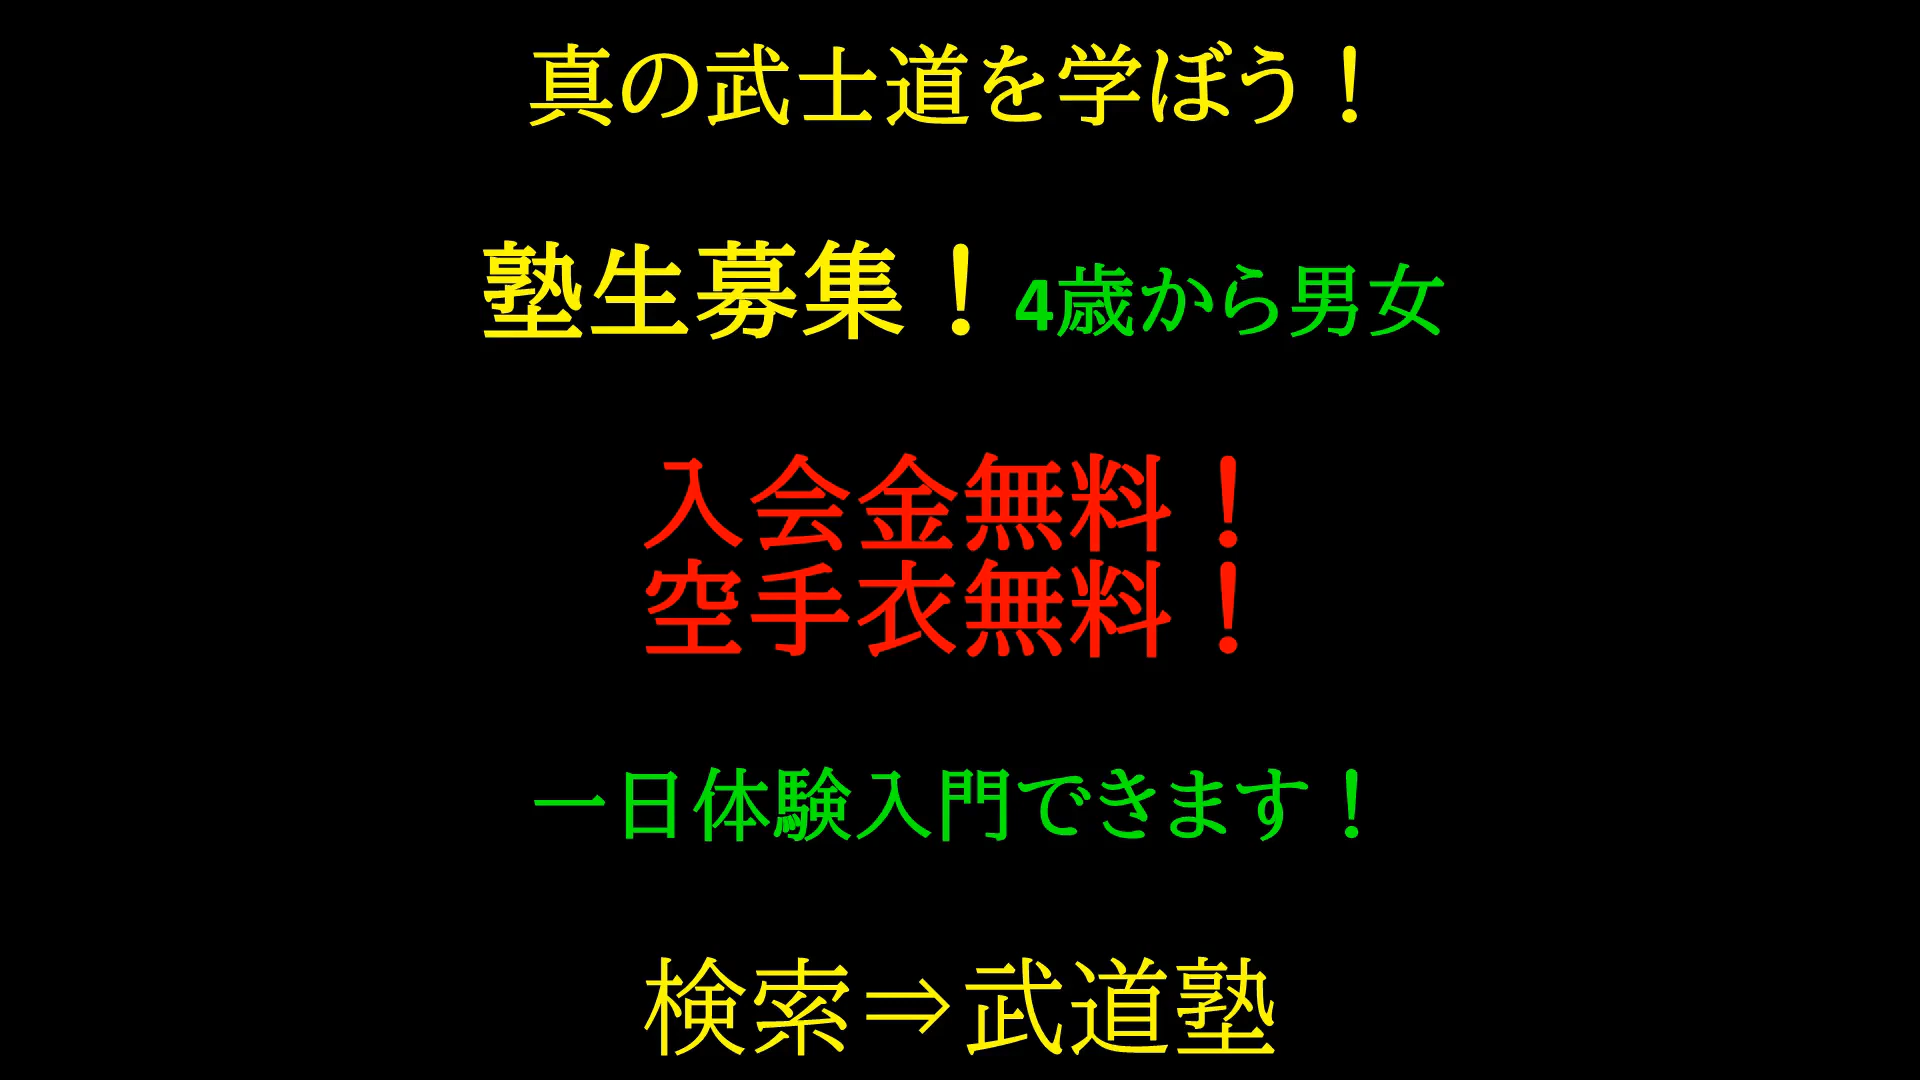 真の武士道を学ぼう！
塾生募集！4歳から男女
入会金無料！
空手衣無料！
一日体験入門できます！
検索⇒武道塾